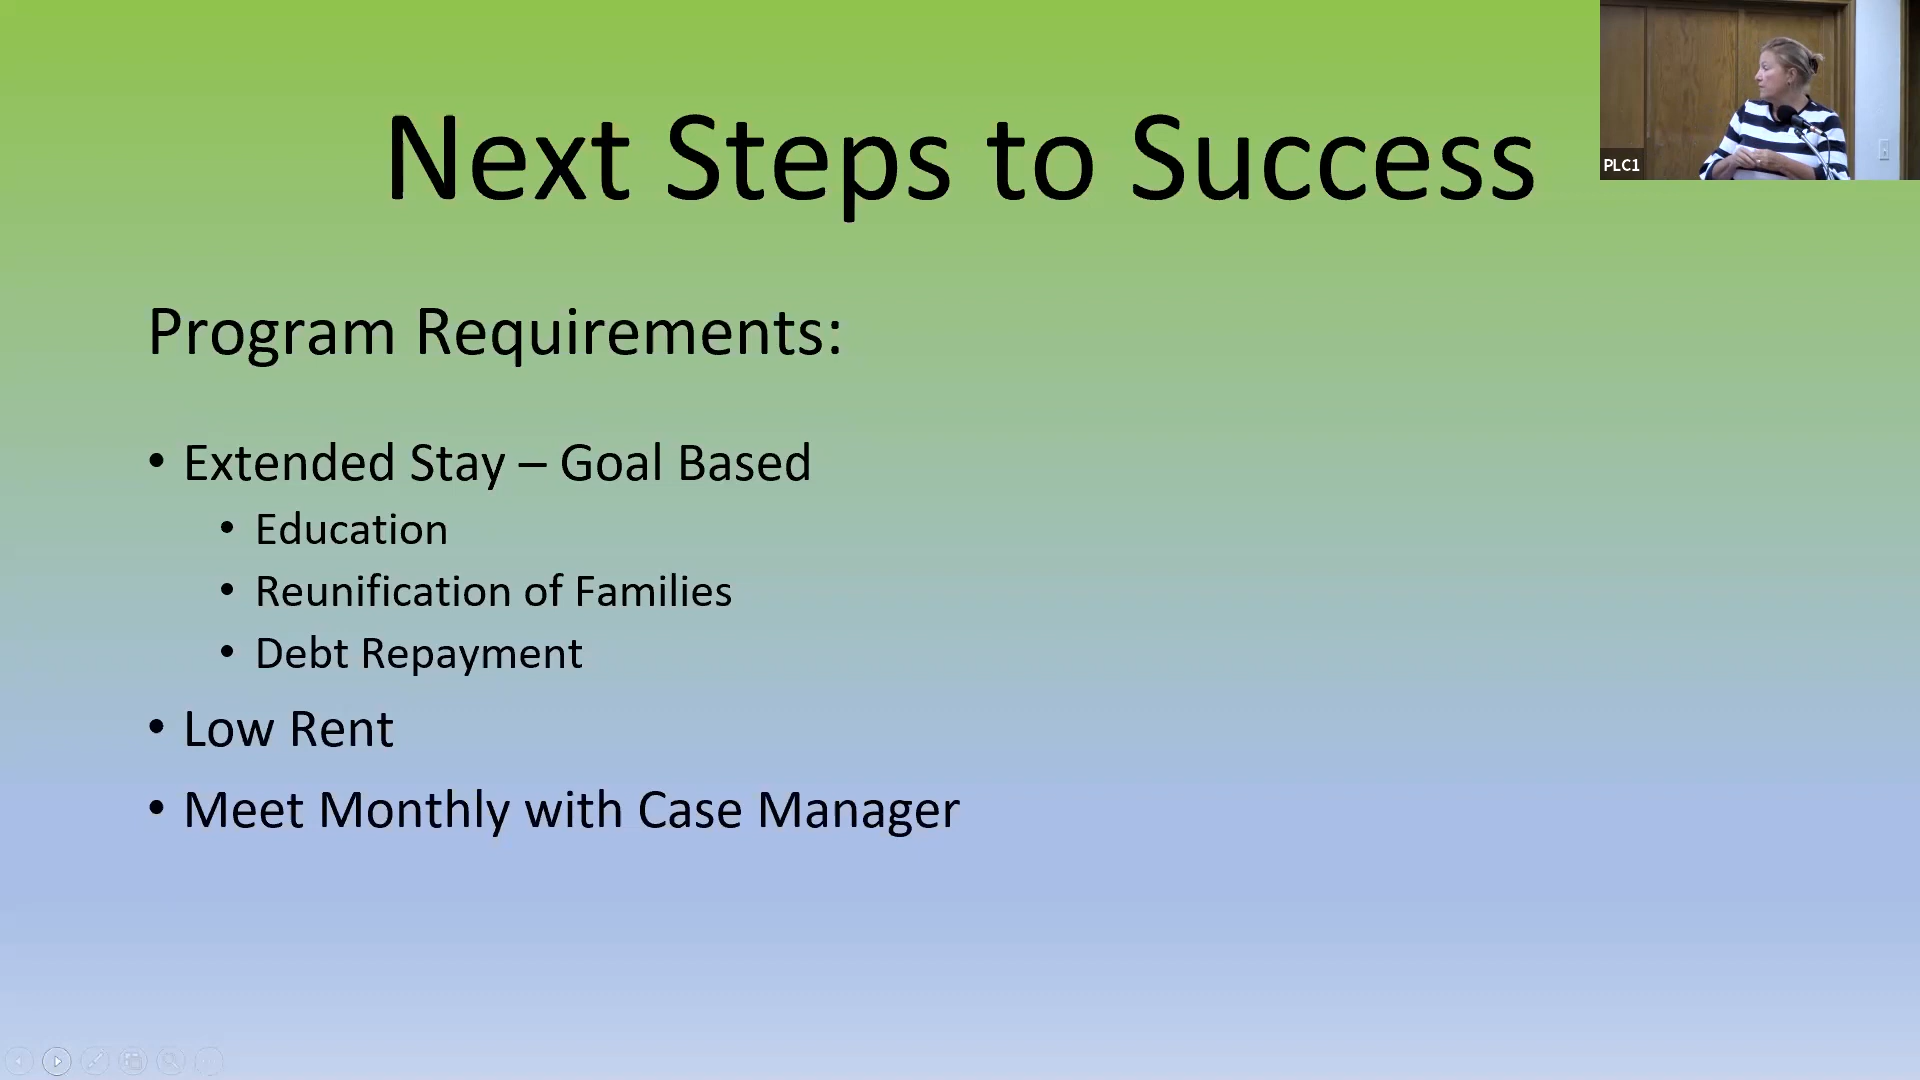 Next Steps to Success
PLC1
Program Requirements:
• Extended Stay – Goal Based
• Education
• Reunification of Families
• Debt Repayment
• Low Rent
• Meet Monthly with Case Manager